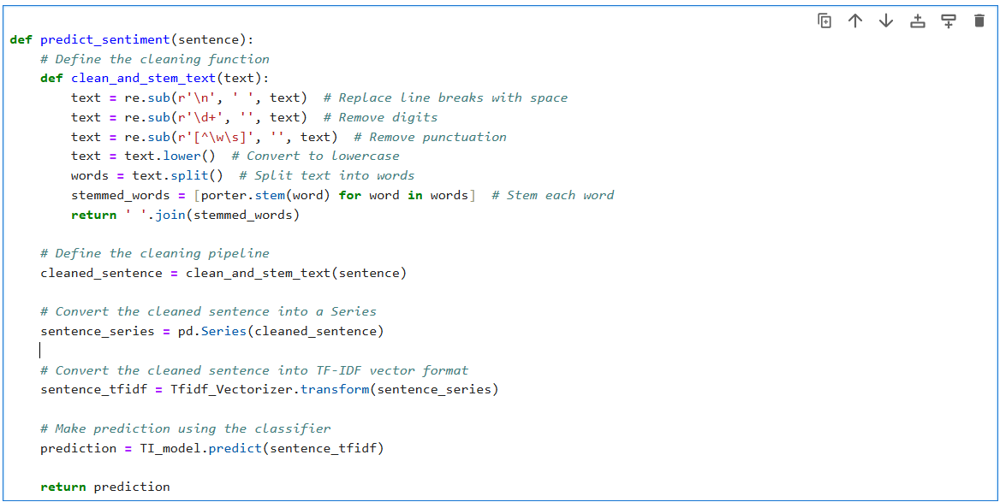 def predict_sentiment(sentence):
    # Define the cleaning function
    def clean_and_stem_text(text):
        text = re.sub(r'\n', ' ', text)  # Replace line breaks with space
        text = re.sub(r'\d+', '', text)  # Remove digits
        text = re.sub(r'[^\w\s]', '', text)  # Remove punctuation
        text = text.lower()  # Convert to lowercase
        words = text.split()  # Split text into words
        stemmed_words = [porter.stem(word) for word in words]  # Stem each word
        return ' '.join(stemmed_words)
    # Define the cleaning pipeline
    cleaned_sentence = clean_and_stem_text(sentence)
    # Convert the cleaned sentence into a Series
    sentence_series = pd.Series(cleaned_sentence)
    # Convert the cleaned sentence into TF-IDF vector format
    sentence_tfidf = Tfidf_Vectorizer.transform(sentence_series)
    # Make prediction using the classifier
    prediction = TI_model.predict(sentence_tfidf)
    return prediction